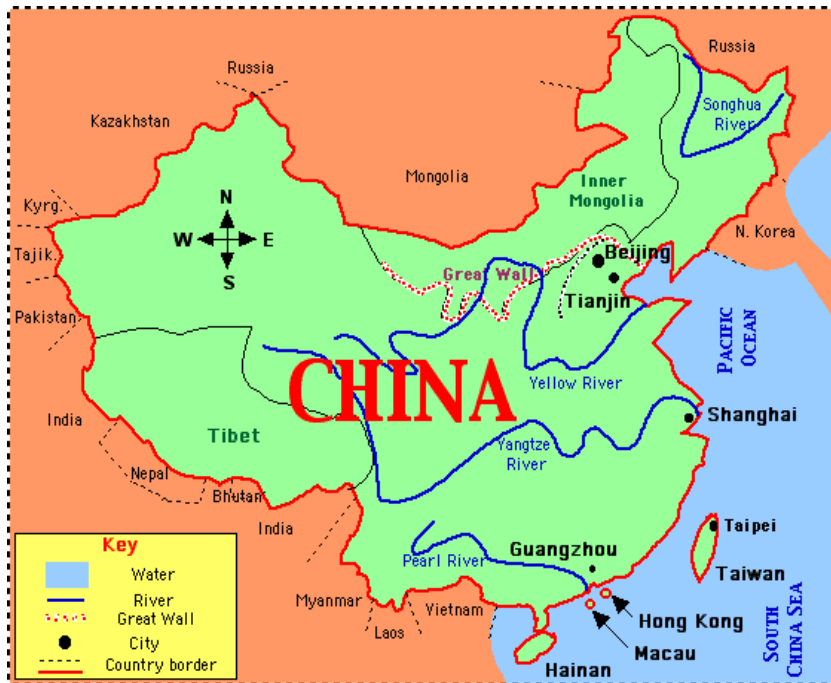 Russia
Russia
Kazakhstan
Songhua
River
Mongolia
Inner
Mongolia
Kyrg.
N
W
E
S
N. Korea
Tajik.
Beijing
Great Wall
Tianjin
Pakistan
PACIFIC
OCEAN
CHINA
Yellow River
India
Shanghai
Tibet
Yangtze
River
Nepal
Bhutan
India
Taipei
Key
Guangzhou
Pearl River
Water
Taiwan
River
Myanmar
Vietnam
Great Wall
Hong Kong
Laos
City
Macau
Country border
Hainan
SOUTH
CHINA SEA